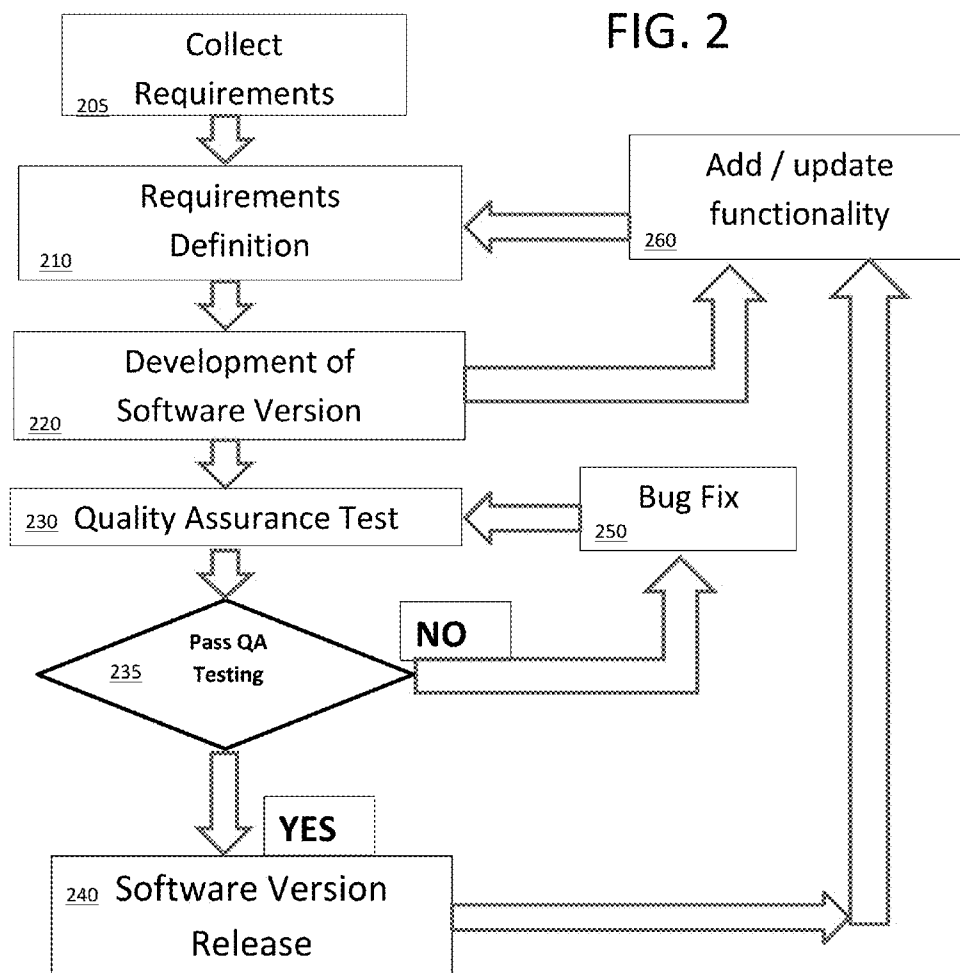 FIG. 2
Collect
Requirements
205
Requirements
Definition
210
Add / update
functionality
260
Development of
Software Version
220
230 Quality Assurance Test
Bug Fix
250
Pass QA
Testing
235
NO
YES
240 Software Version
Release